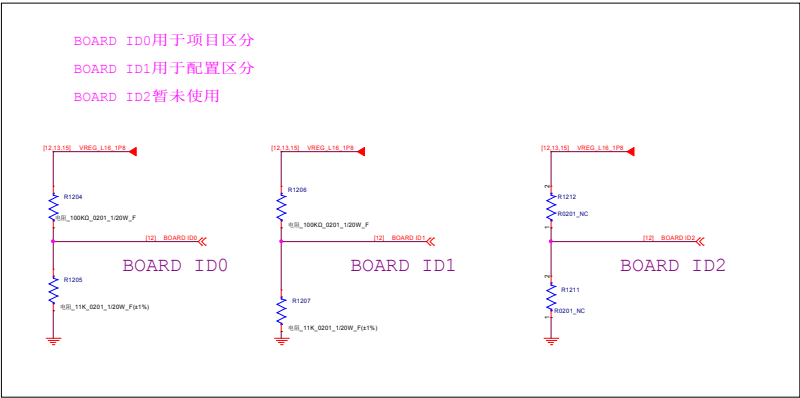 BOARD ID0用于项目区分
BOARD ID1用于配置区分
BOARD ID2暂未使用
[12,13,15] VREG_L16_1P8
[12,13,15] VREG_L16_1P8
[12,13,15] VREG_L16_1P8
R1204
电阻_100KΩ_0201_1/20W_F
R1206
电阻_100KΩ_0201_1/20W_F
2
R1212
R0201_NC
1
[12] BOARD ID0
[12] BOARD ID1
[12] BOARD ID2
BOARD ID0
BOARD ID1
BOARD ID2
R1205
电阻_11K_0201_1/20W_F(±1%)
R1207
电阻_11K_0201_1/20W_F(±1%)
2
R1211
R0201_NC
1